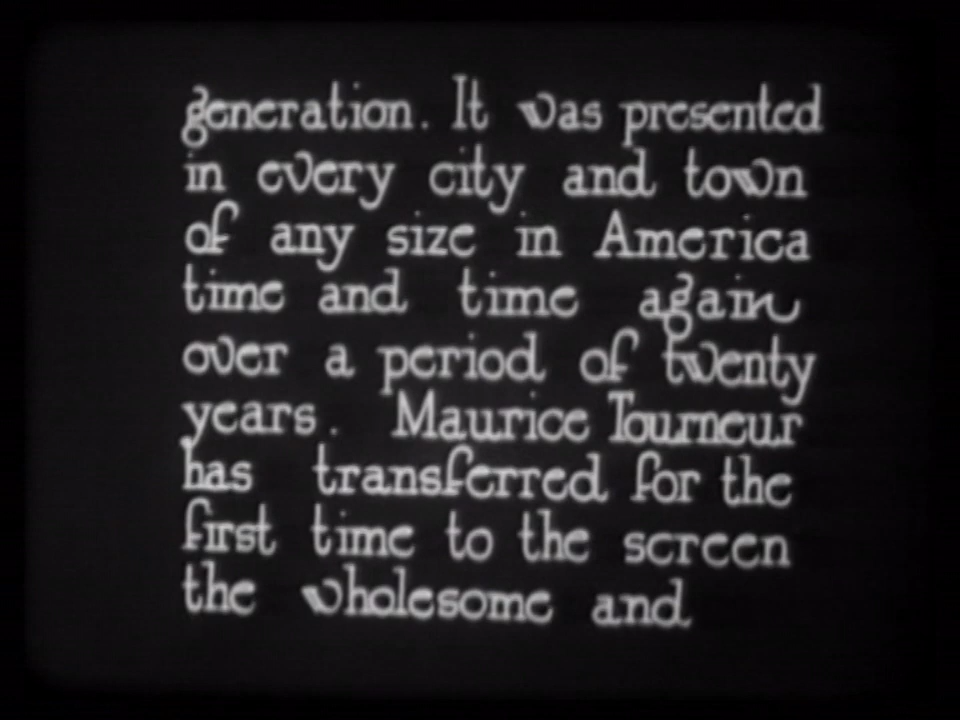 generation. It was presented
in every city and town
of any size in America
time and time again
over a period of twenty
years. Maurice Tourneur
has transferred for the
first time to the screen
the wholesome and